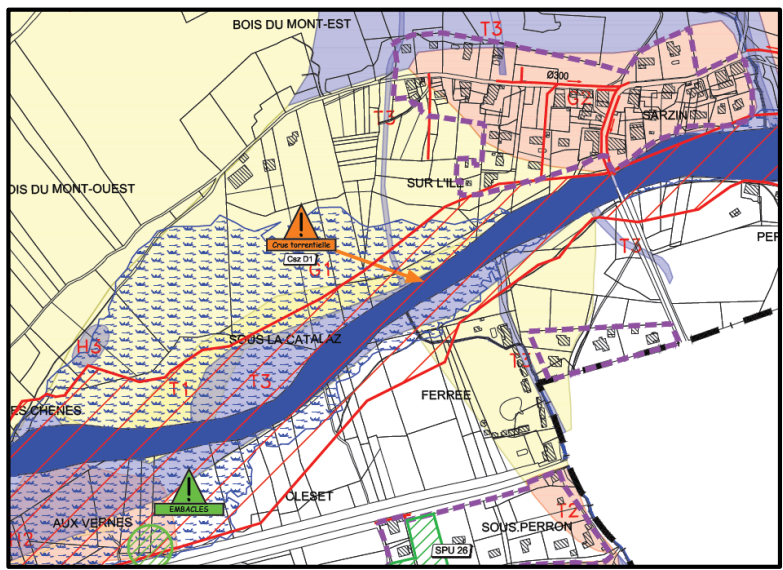 BOIS DU MONT-EST
T3
Ø300
G2
SARZIN
T3
OIS DU MONT-OUEST
SUR L'IL
Crue torrentielle
Csz D1
G1
T3
PER
H3
SOUS LA CATALAZ
T1
T3
FERREE
ES CHENES
EMBACLES
CLESET
AUX VERNES
T2
SOUS PERRON
SPU 26